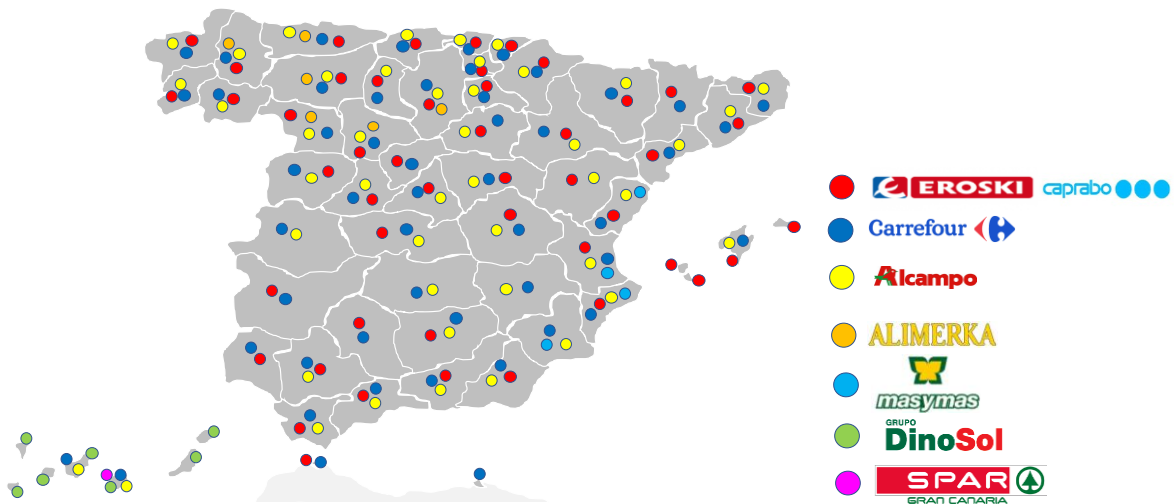 EROSKI caprabo
Carrefour
Alcampo
ALIMERKA
masymas
GRUPO
DinoSol
SPAR
GRAN CANARIA